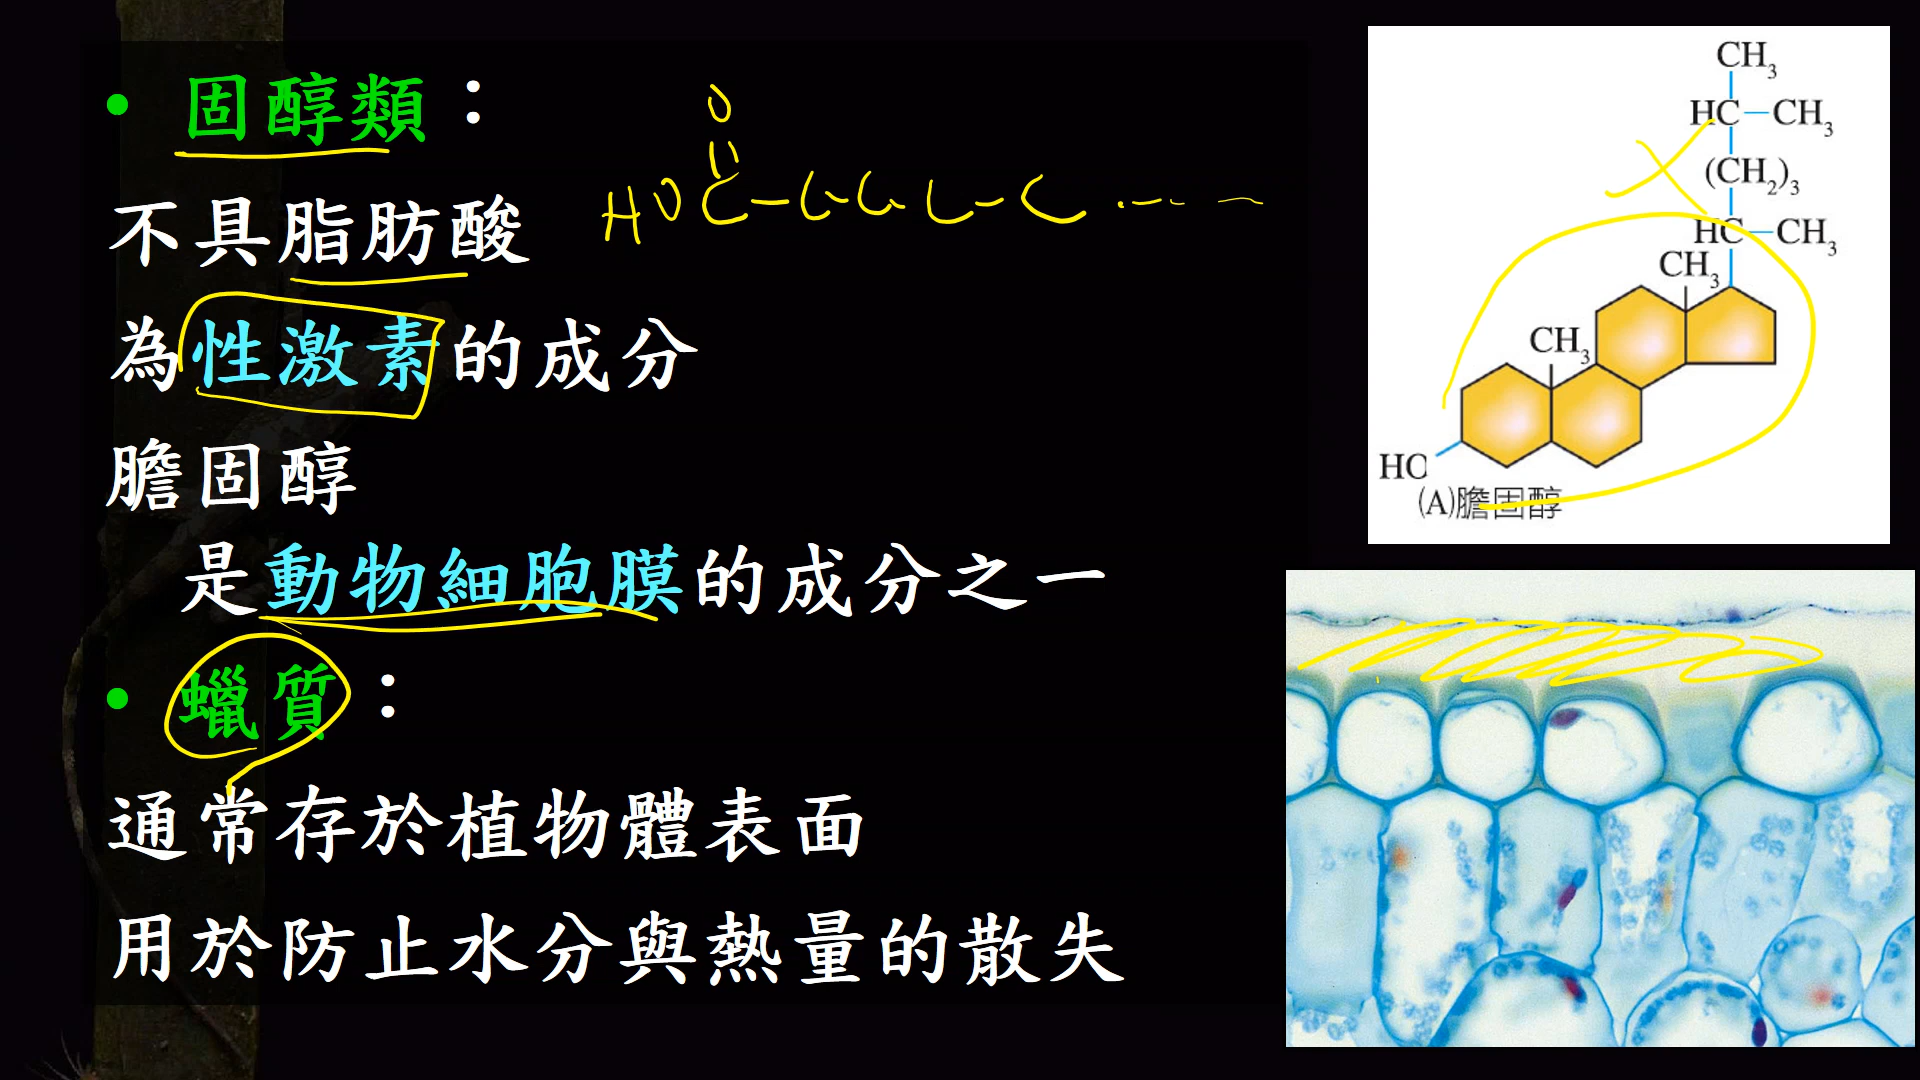 • 固醇類：
不具脂肪酸
為性激素的成分
膽固醇
是動物細胞膜的成分之一
• 蠟質：
通常存於植物體表面
用於防止水分與熱量的散失
O
HOC-C-C-C-C
CH3
HC-CH3
(CH2)3
HC-CH3
CH3
CH3
HO
(A)膽固醇